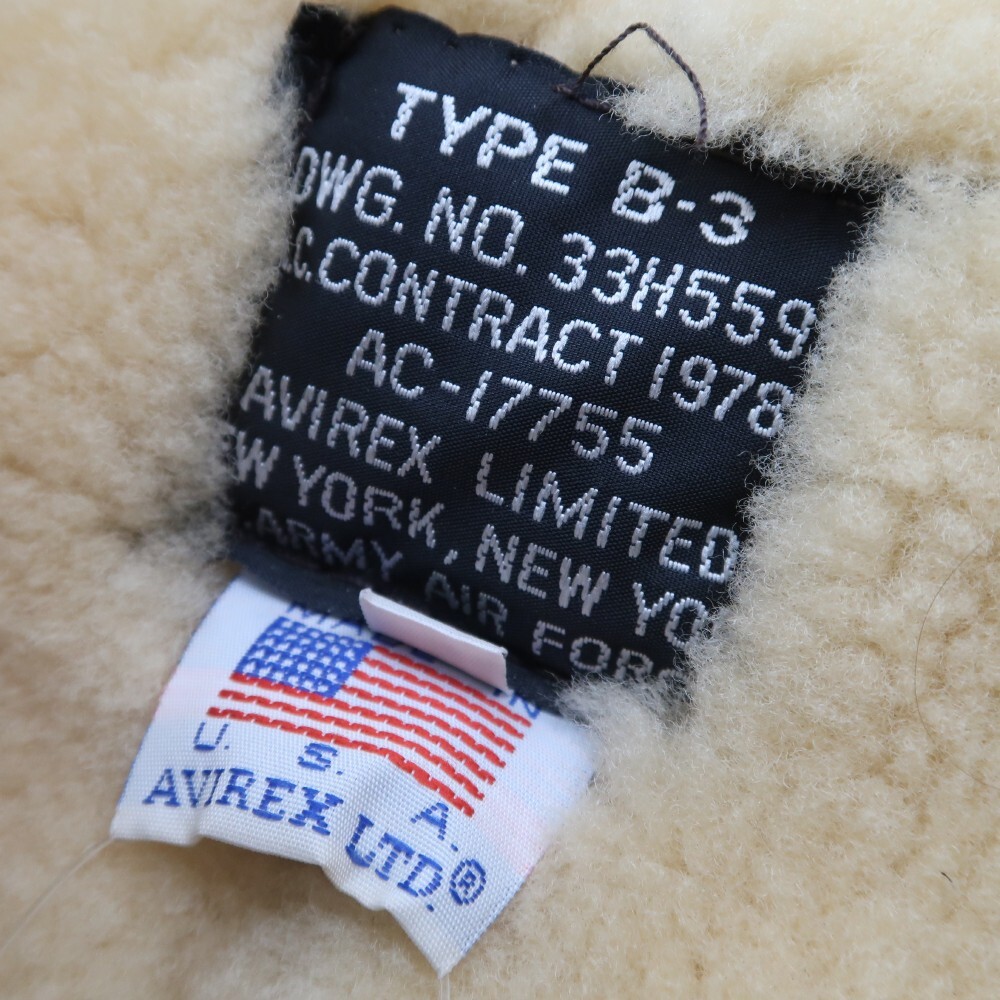 TYPE B-3
DWG. NO. 33H559
.C.CONTRACT 1978
AC-17755
AVIREX LIMITED
EW YORK, NEW YO
ARMY AIR FORC
U. S. A.
AVIREX LTD.®